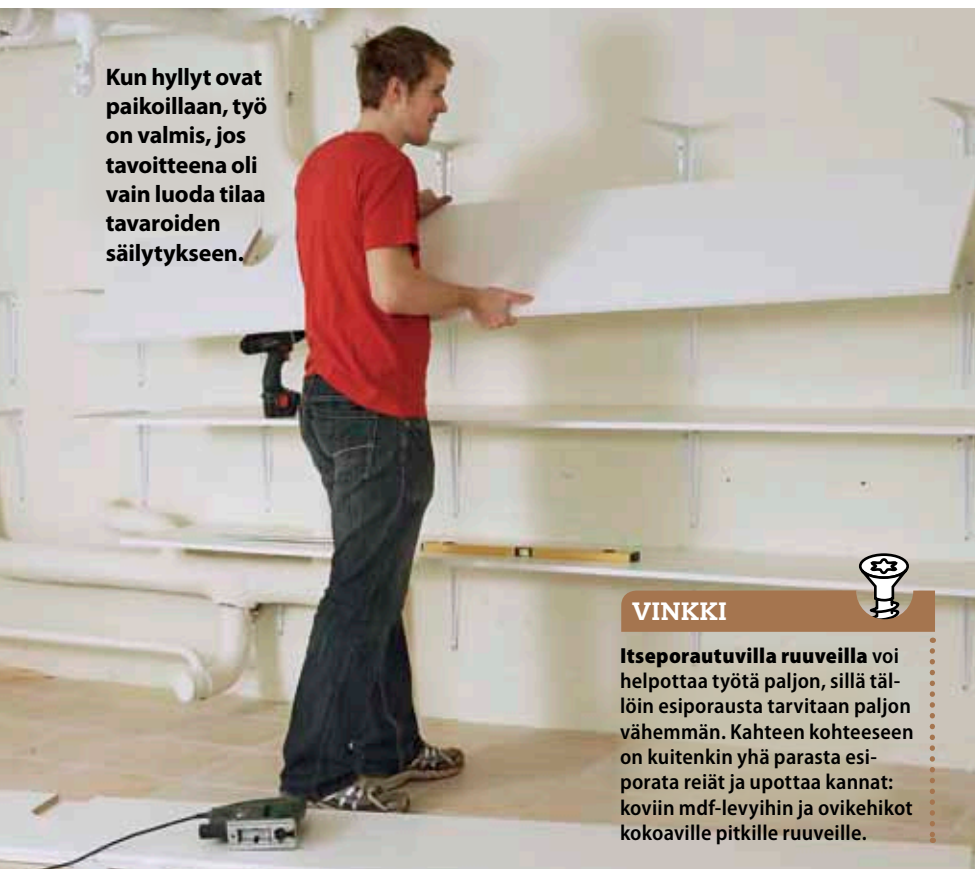 Kun hyllyt ovat
paikoillaan, työ
on valmis, jos
tavoitteena oli
vain luoda tilaa
tavaroiden
säilytykseen.
VINKKI
Itseporautuvilla ruuveilla voi
helpottaa työtä paljon, sillä täl-
löin esiporausta tarvitaan paljon
vähemmän. Kahteen kohteeseen
on kuitenkin yhä parasta esi-
porata reiät ja upottaa kannat:
koviin mdf-levyihin ja ovikehikot
kokoaville pitkille ruuveille.